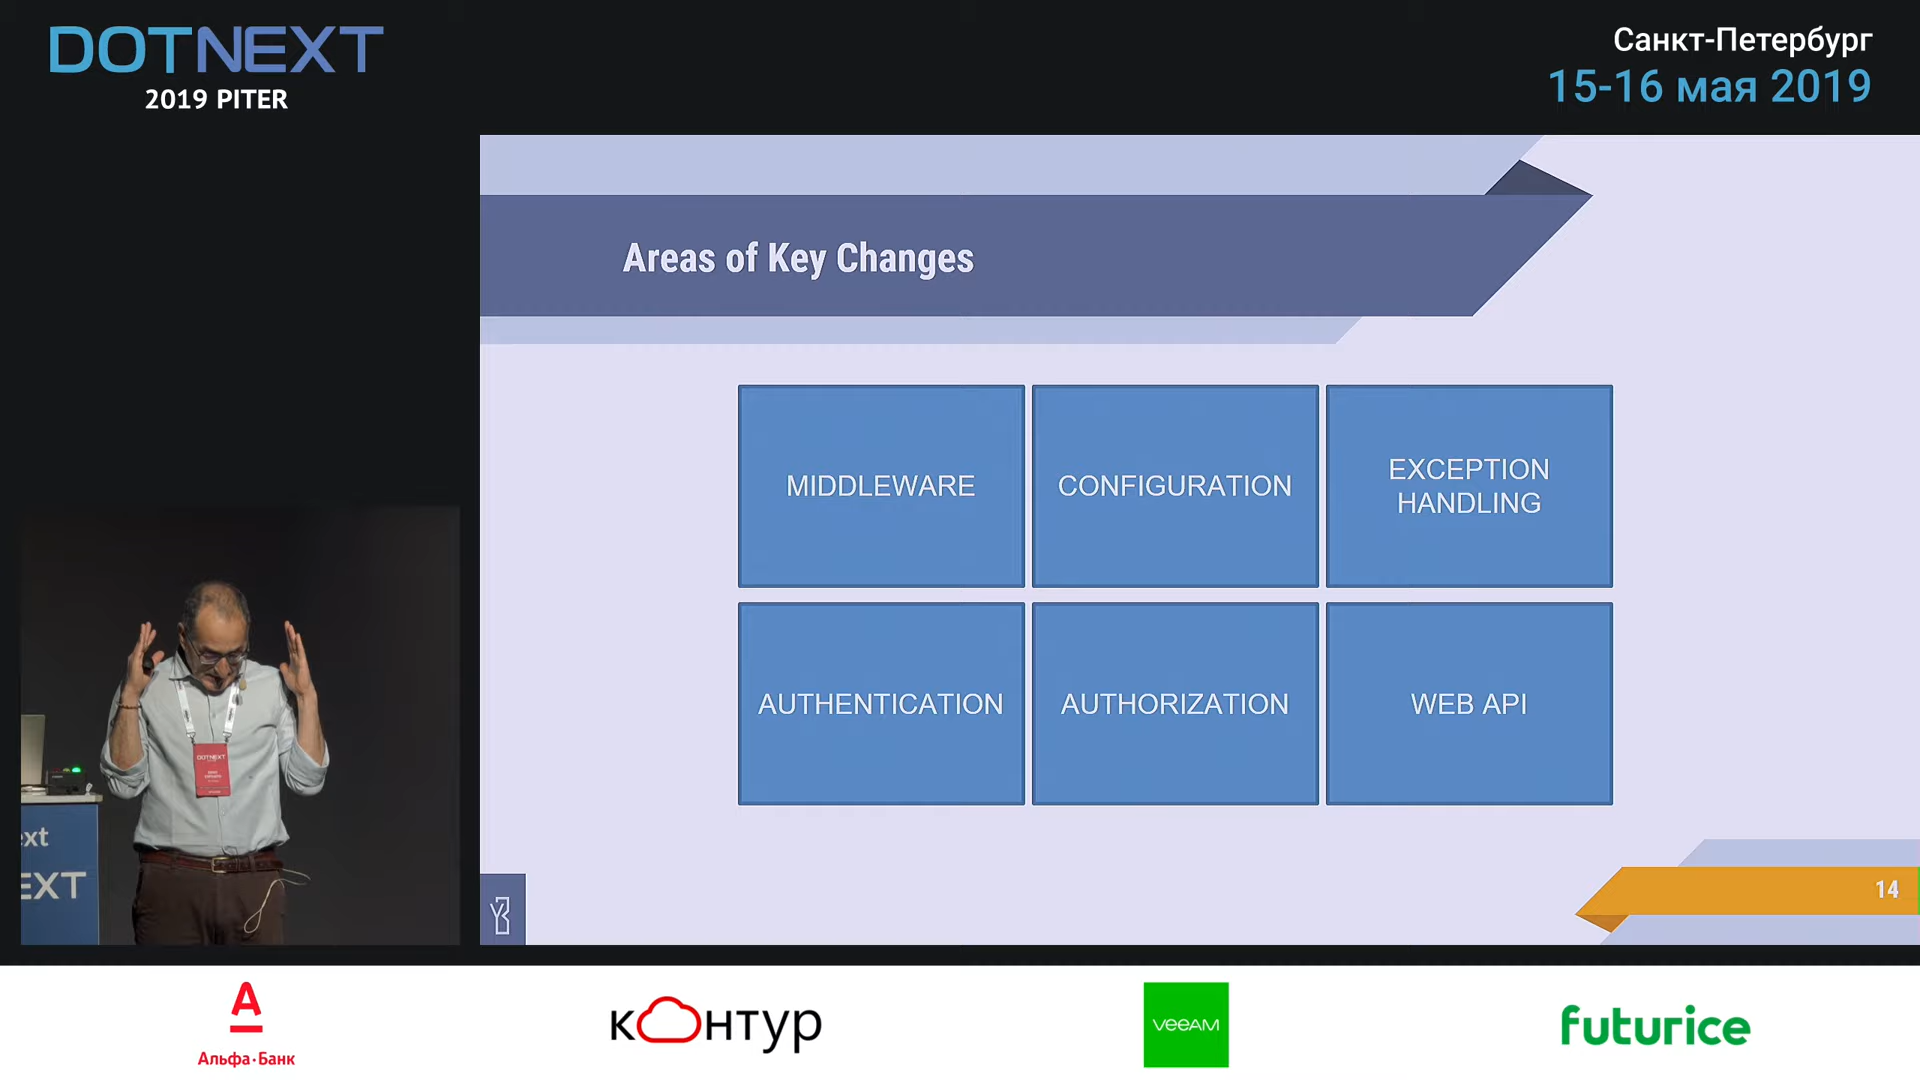 DOTNEXT
2019 PITER
Санкт-Петербург
15-16 мая 2019
Areas of Key Changes
MIDDLEWARE
CONFIGURATION
EXCEPTION
HANDLING
AUTHENTICATION
AUTHORIZATION
WEB API
14
DOTNEXT
xt
EXT
Альфа·Банк
контур
veeAM
futurice